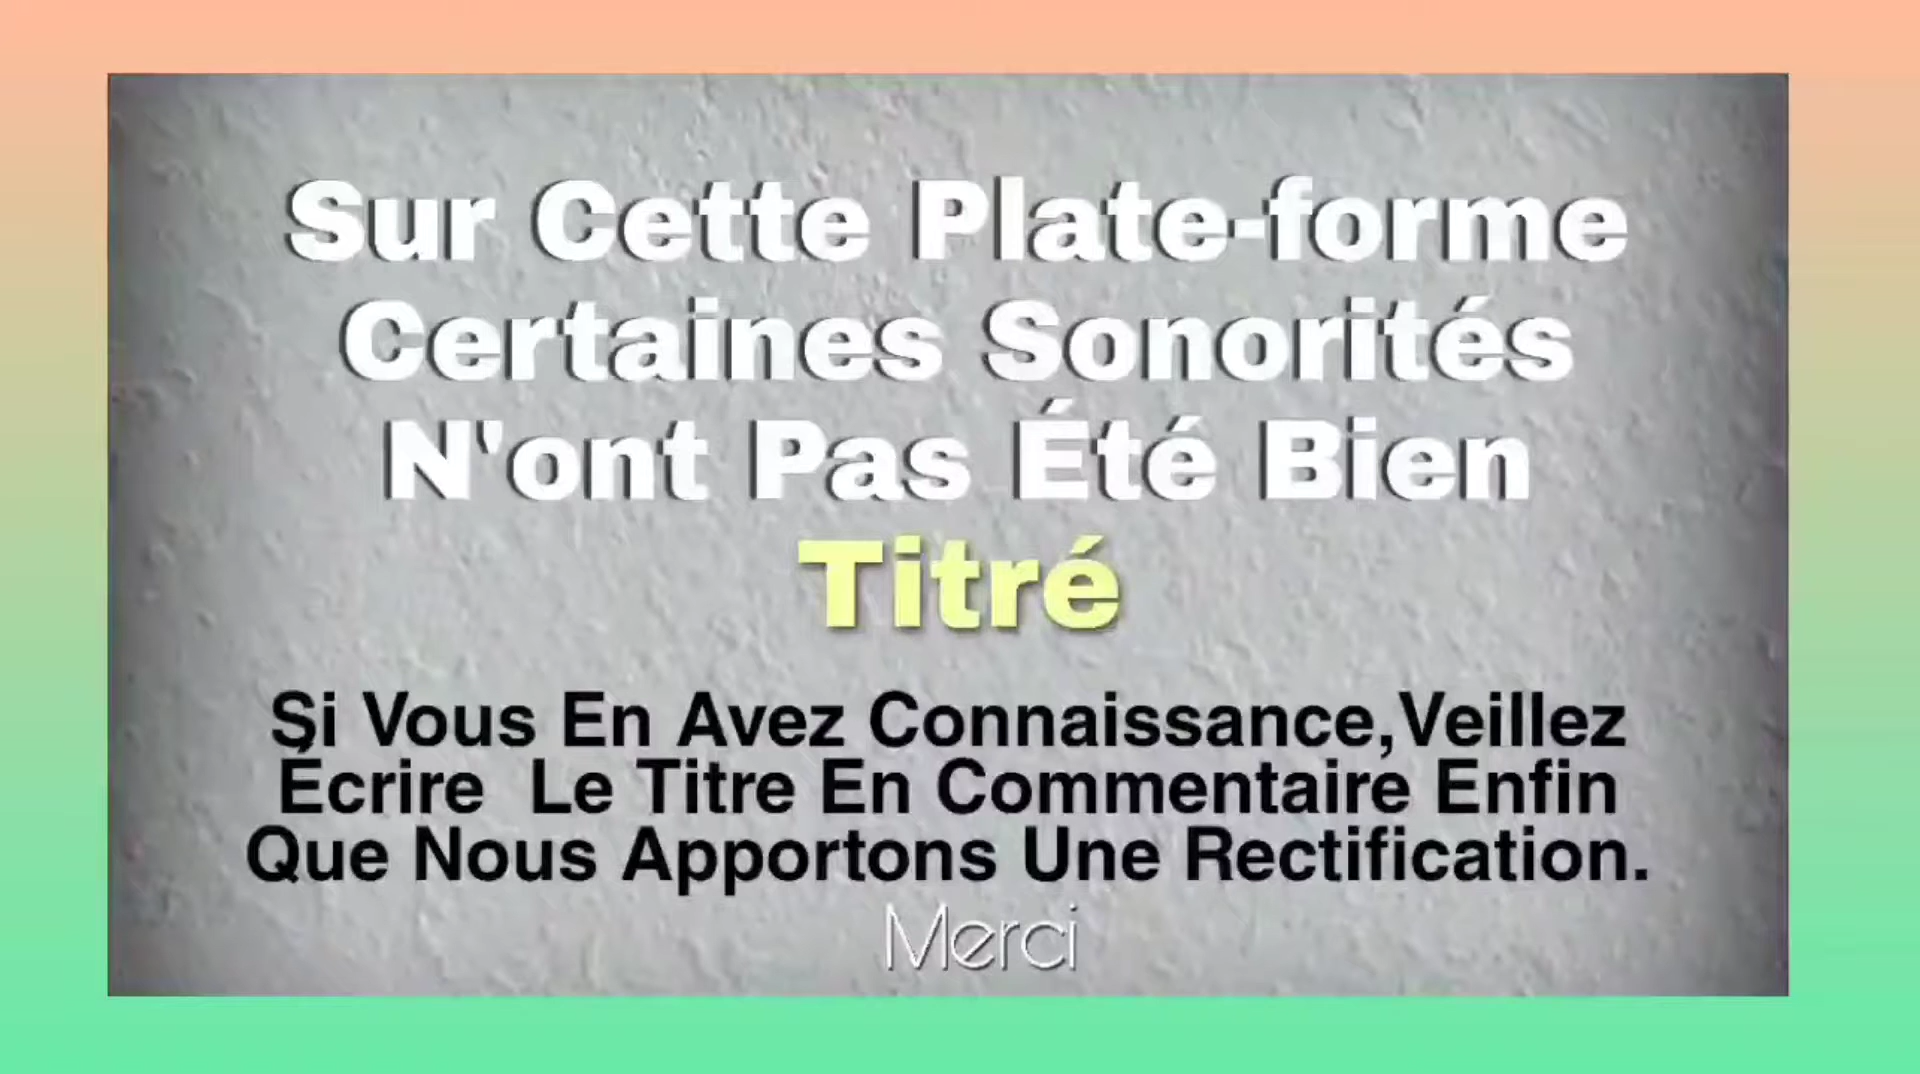 Sur Cette Plate-forme
Certaines Sonorités
N'ont Pas Été Bien
Titré
Si Vous En Avez Connaissance,Veillez
Écrire  Le Titre En Commentaire Enfin
Que Nous Apportons Une Rectification.
Merci